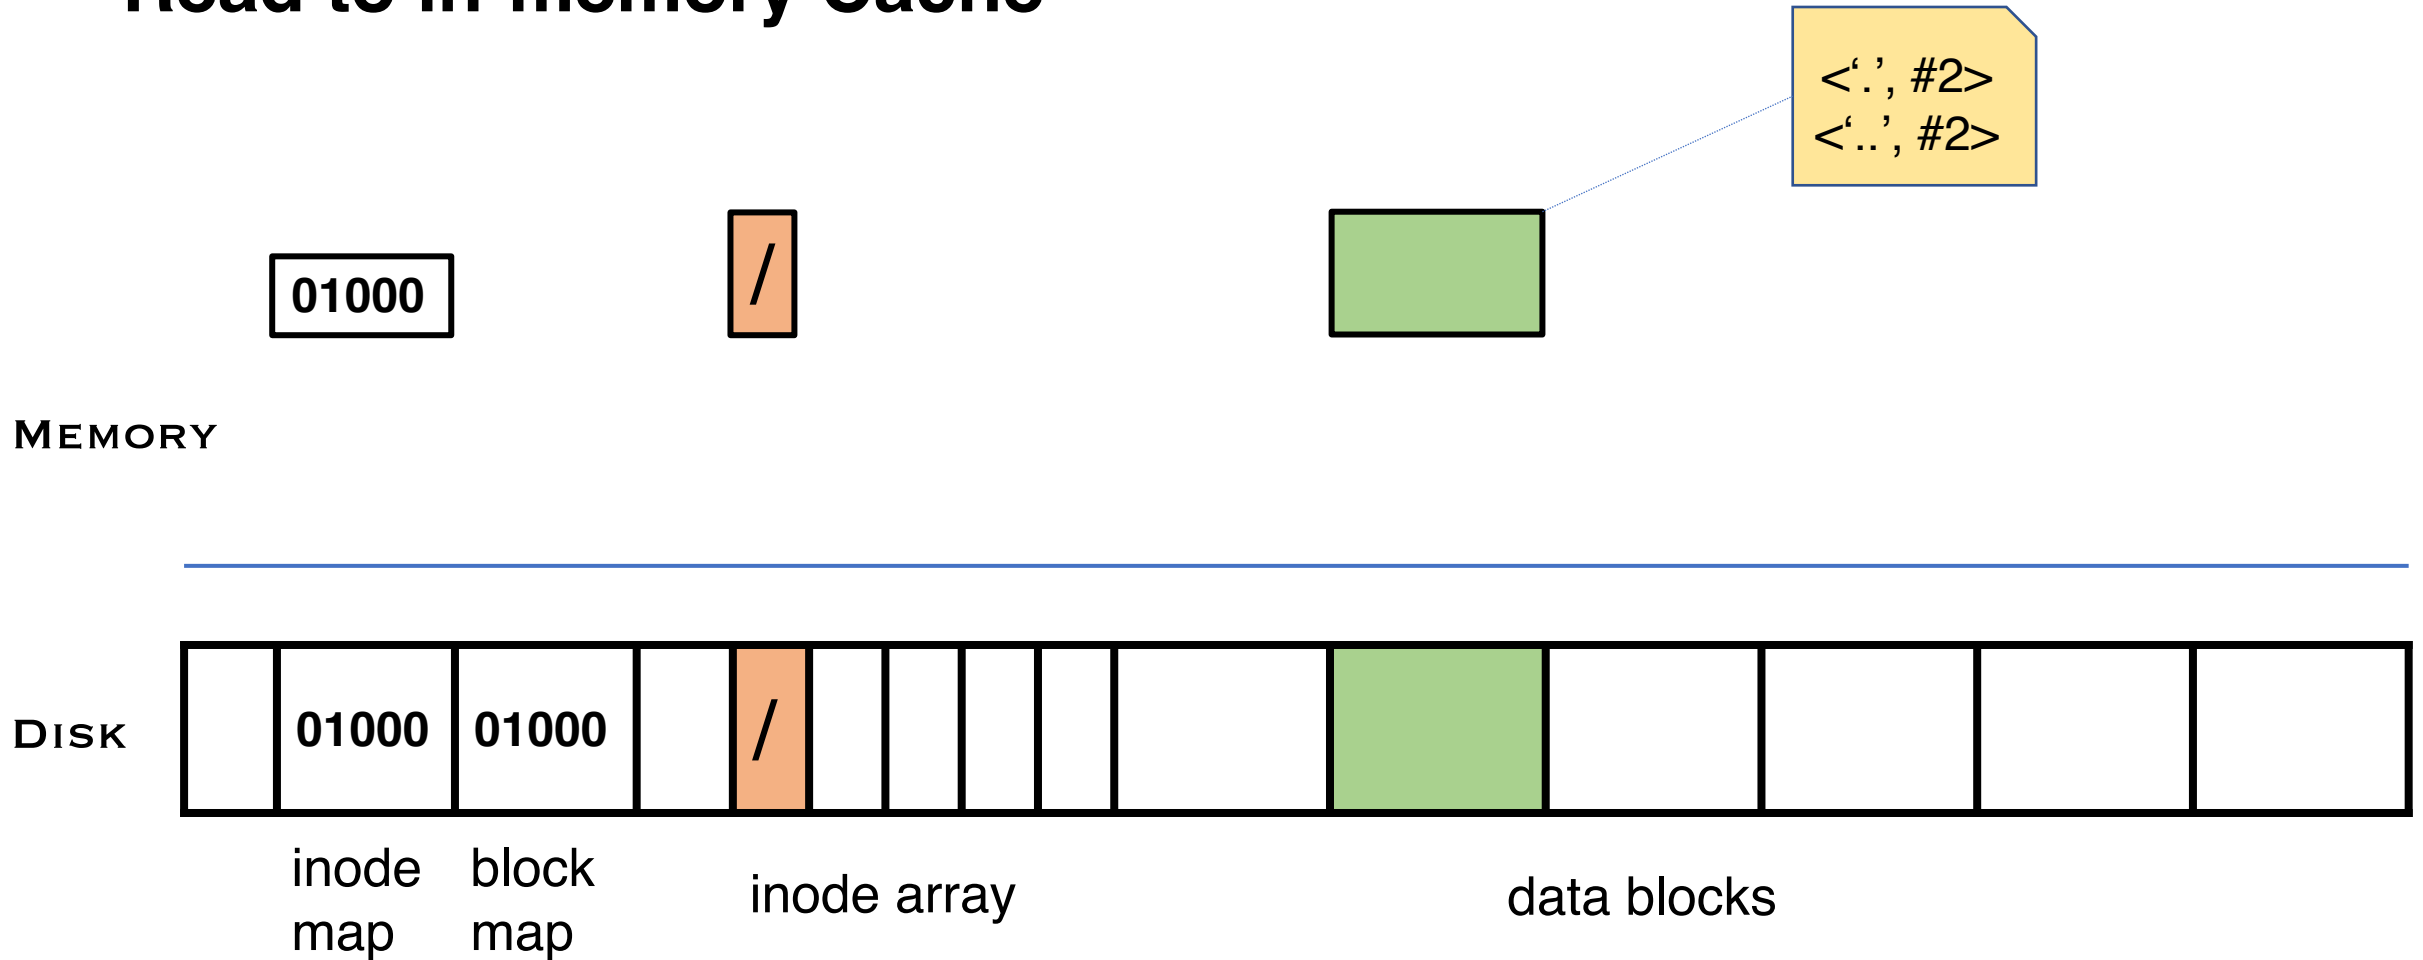 <‘.’, #2>
<‘..’, #2>
/
01000
MEMORY
DISK
01000
01000
/
inode
map
block
map
inode array
data blocks